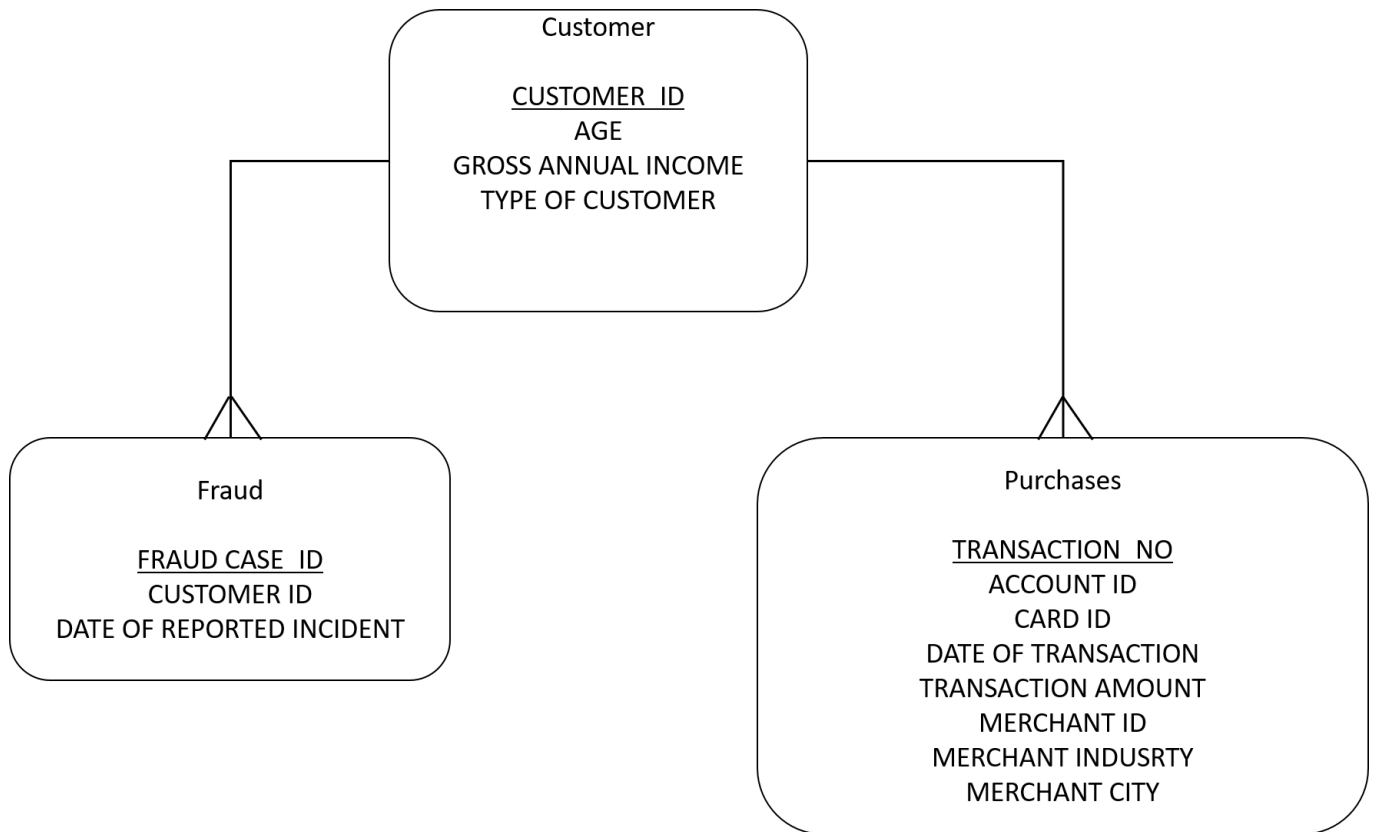 Customer
CUSTOMER_ID
AGE
GROSS ANNUAL INCOME
TYPE OF CUSTOMER
Fraud
FRAUD CASE_ID
CUSTOMER ID
DATE OF REPORTED INCIDENT
Purchases
TRANSACTION_NO
ACCOUNT ID
CARD ID
DATE OF TRANSACTION
TRANSACTION AMOUNT
MERCHANT ID
MERCHANT INDUSRTY
MERCHANT CITY